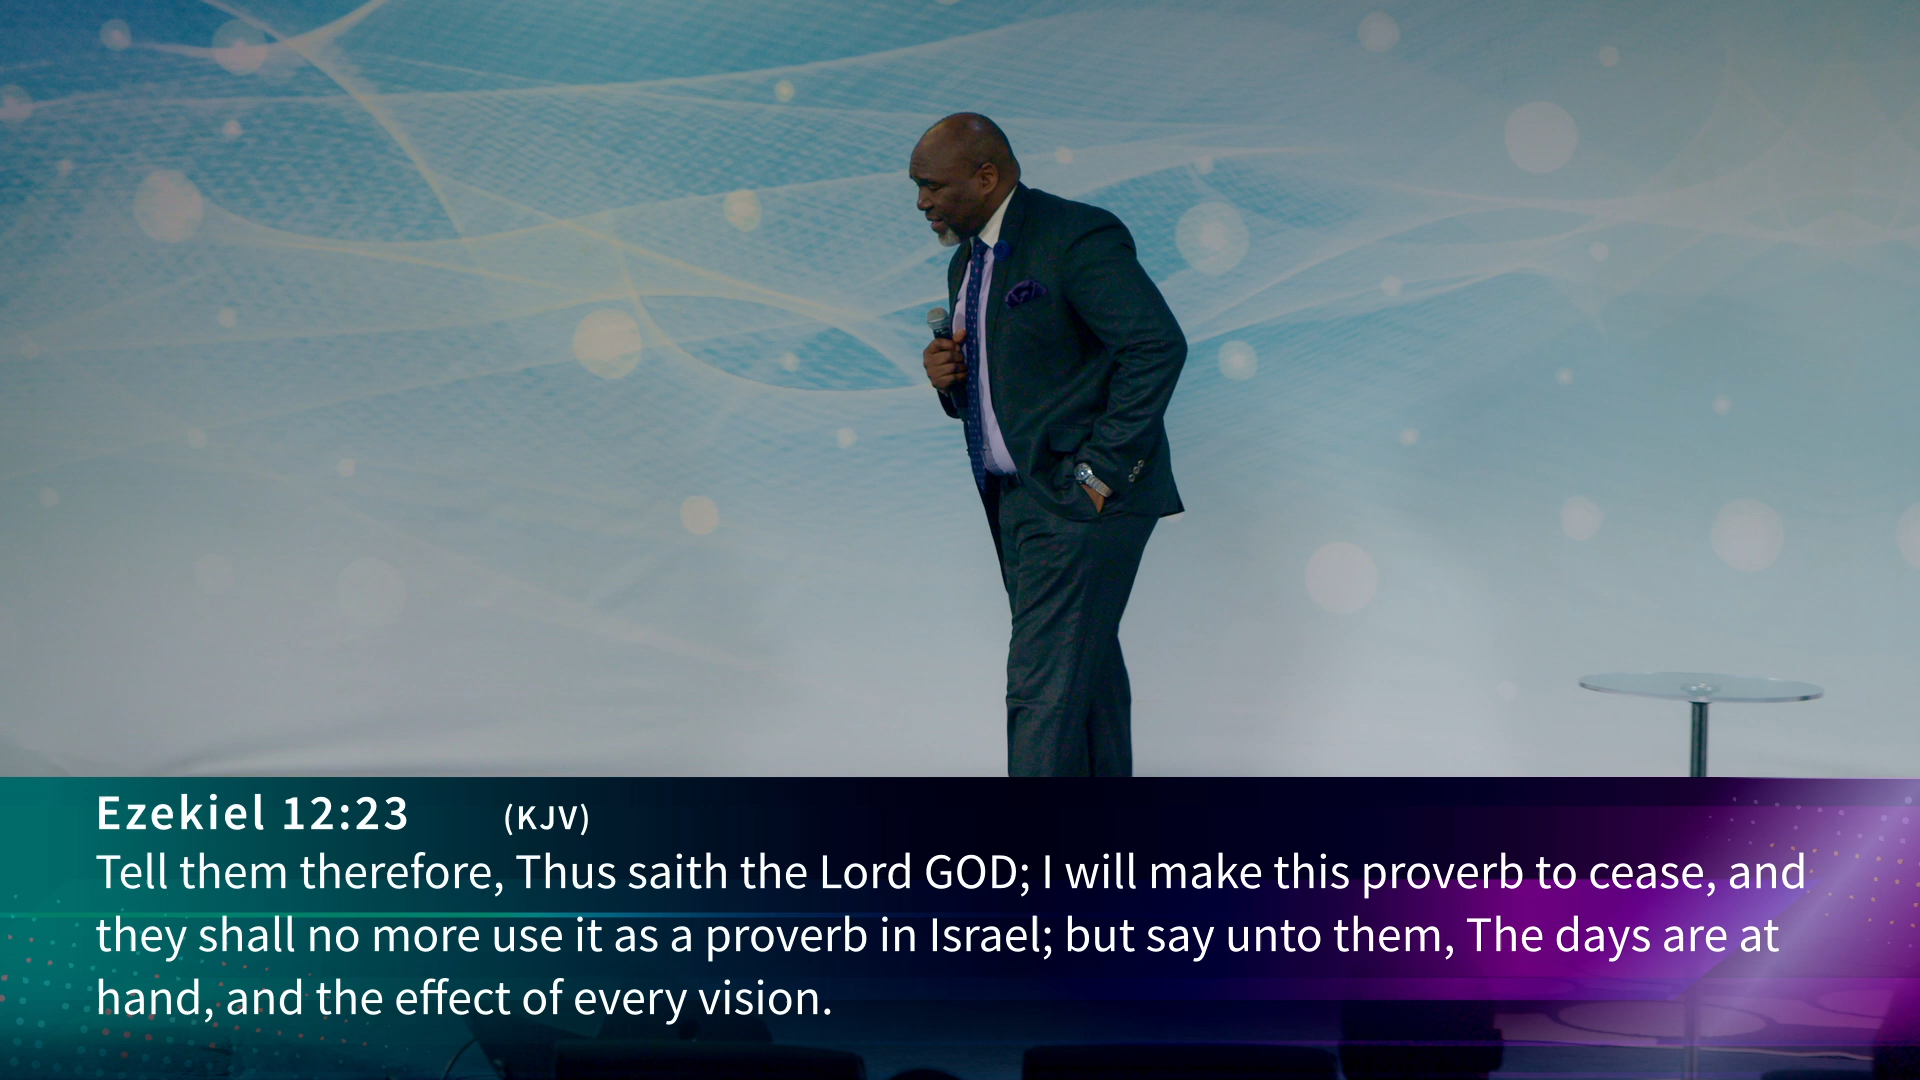 Ezekiel 12:23 (KJV)
Tell them therefore, Thus saith the Lord GOD; I will make this proverb to cease, and
they shall no more use it as a proverb in Israel; but say unto them, The days are at
hand, and the effect of every vision.